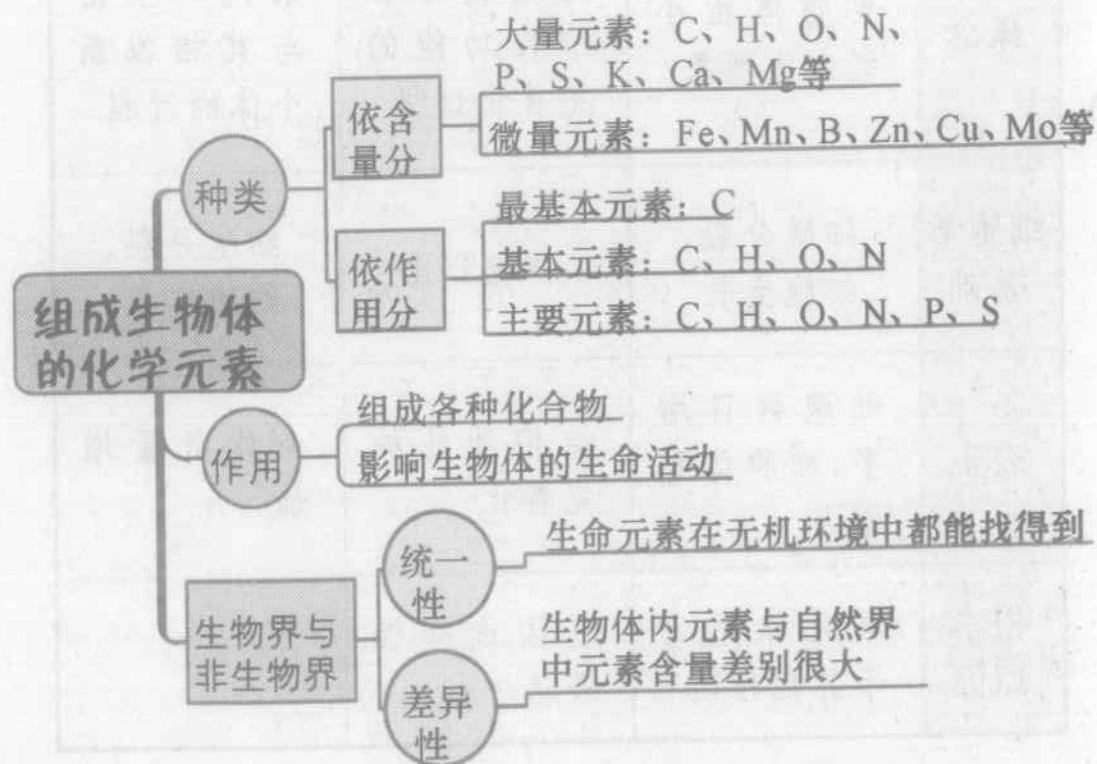 大量元素：C、H、O、N、
P、S、K、Ca、Mg等
依含
量分
微量元素：Fe、Mn、B、Zn、Cu、Mo等
种类
最基本元素：C
依作
用分
基本元素：C、H、O、N
主要元素：C、H、O、N、P、S
组成生物体
的化学元素
组成各种化合物
作用
影响生物体的生命活动
生命元素在无机环境中都能找得到
统一
性
生物界与
非生物界
生物体内元素与自然界
中元素含量差别很大
差异
性